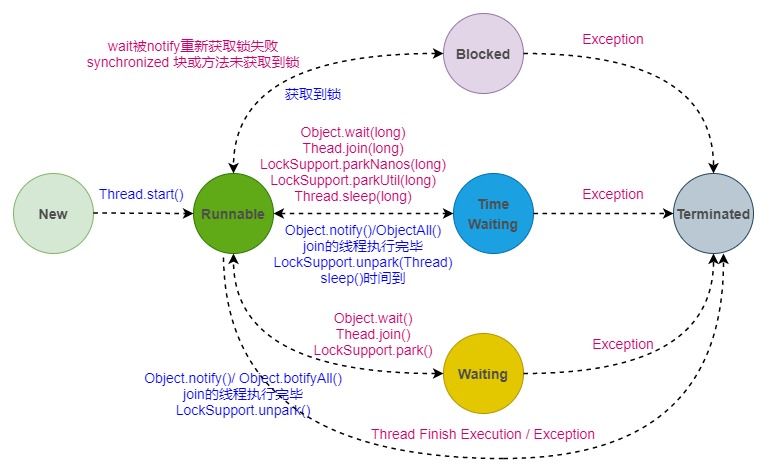 wait被notify重新获取锁失败
synchronized 块或方法未获取到锁
Blocked
Exception
获取到锁
Object.wait(long)
Thead.join(long)
LockSupport.parkNanos(long)
LockSupport.parkUtil(long)
Thread.sleep(long)
New
Thread.start()
Runnable
Time
Waiting
Exception
Terminated
Object.notify()/ObjectAll()
join的线程执行完毕
LockSupport.unpark(Thread)
sleep()时间到
Object.wait()
Thead.join()
LockSupport.park()
Waiting
Exception
Object.notify()/ Object.botifyAll()
join的线程执行完毕
LockSupport.unpark()
Thread Finish Execution / Exception